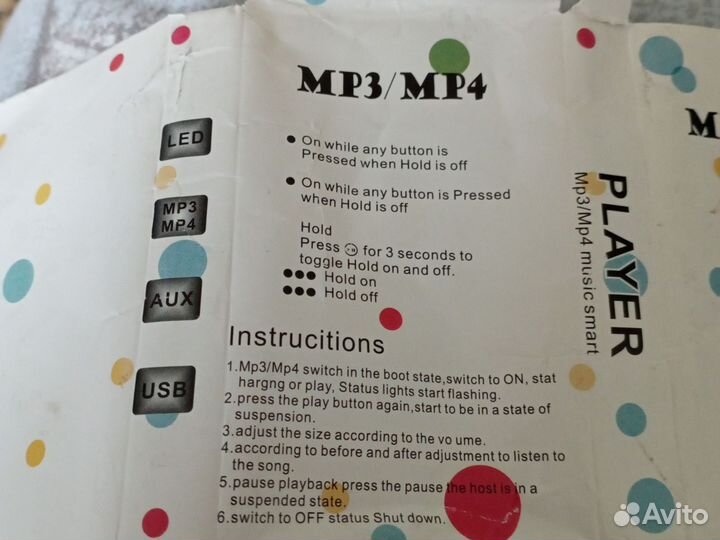 MP3/MP4
LED
MP3
MP4
AUX
USB
● On while any button is
Pressed when Hold is off
● On while any button is Pressed
when Hold is off
Hold
Press for 3 seconds to
toggle Hold on and off.
●●● Hold on
●●● Hold off
Instrucitions
1.Mp3/Mp4 switch in the boot state,switch to ON, stat
hargng or play, Status lights start flashing.
2.press the play button again,start to be in a state of
suspension.
3.adjust the size according to the vo ume.
4.according to before and after adjustment to listen to
the song.
5.pause playback press the pause the host is in a
suspended state.
6.switch to OFF status Shut down.
PLAYER
Mp3/Mp4 music smart
M
Avito